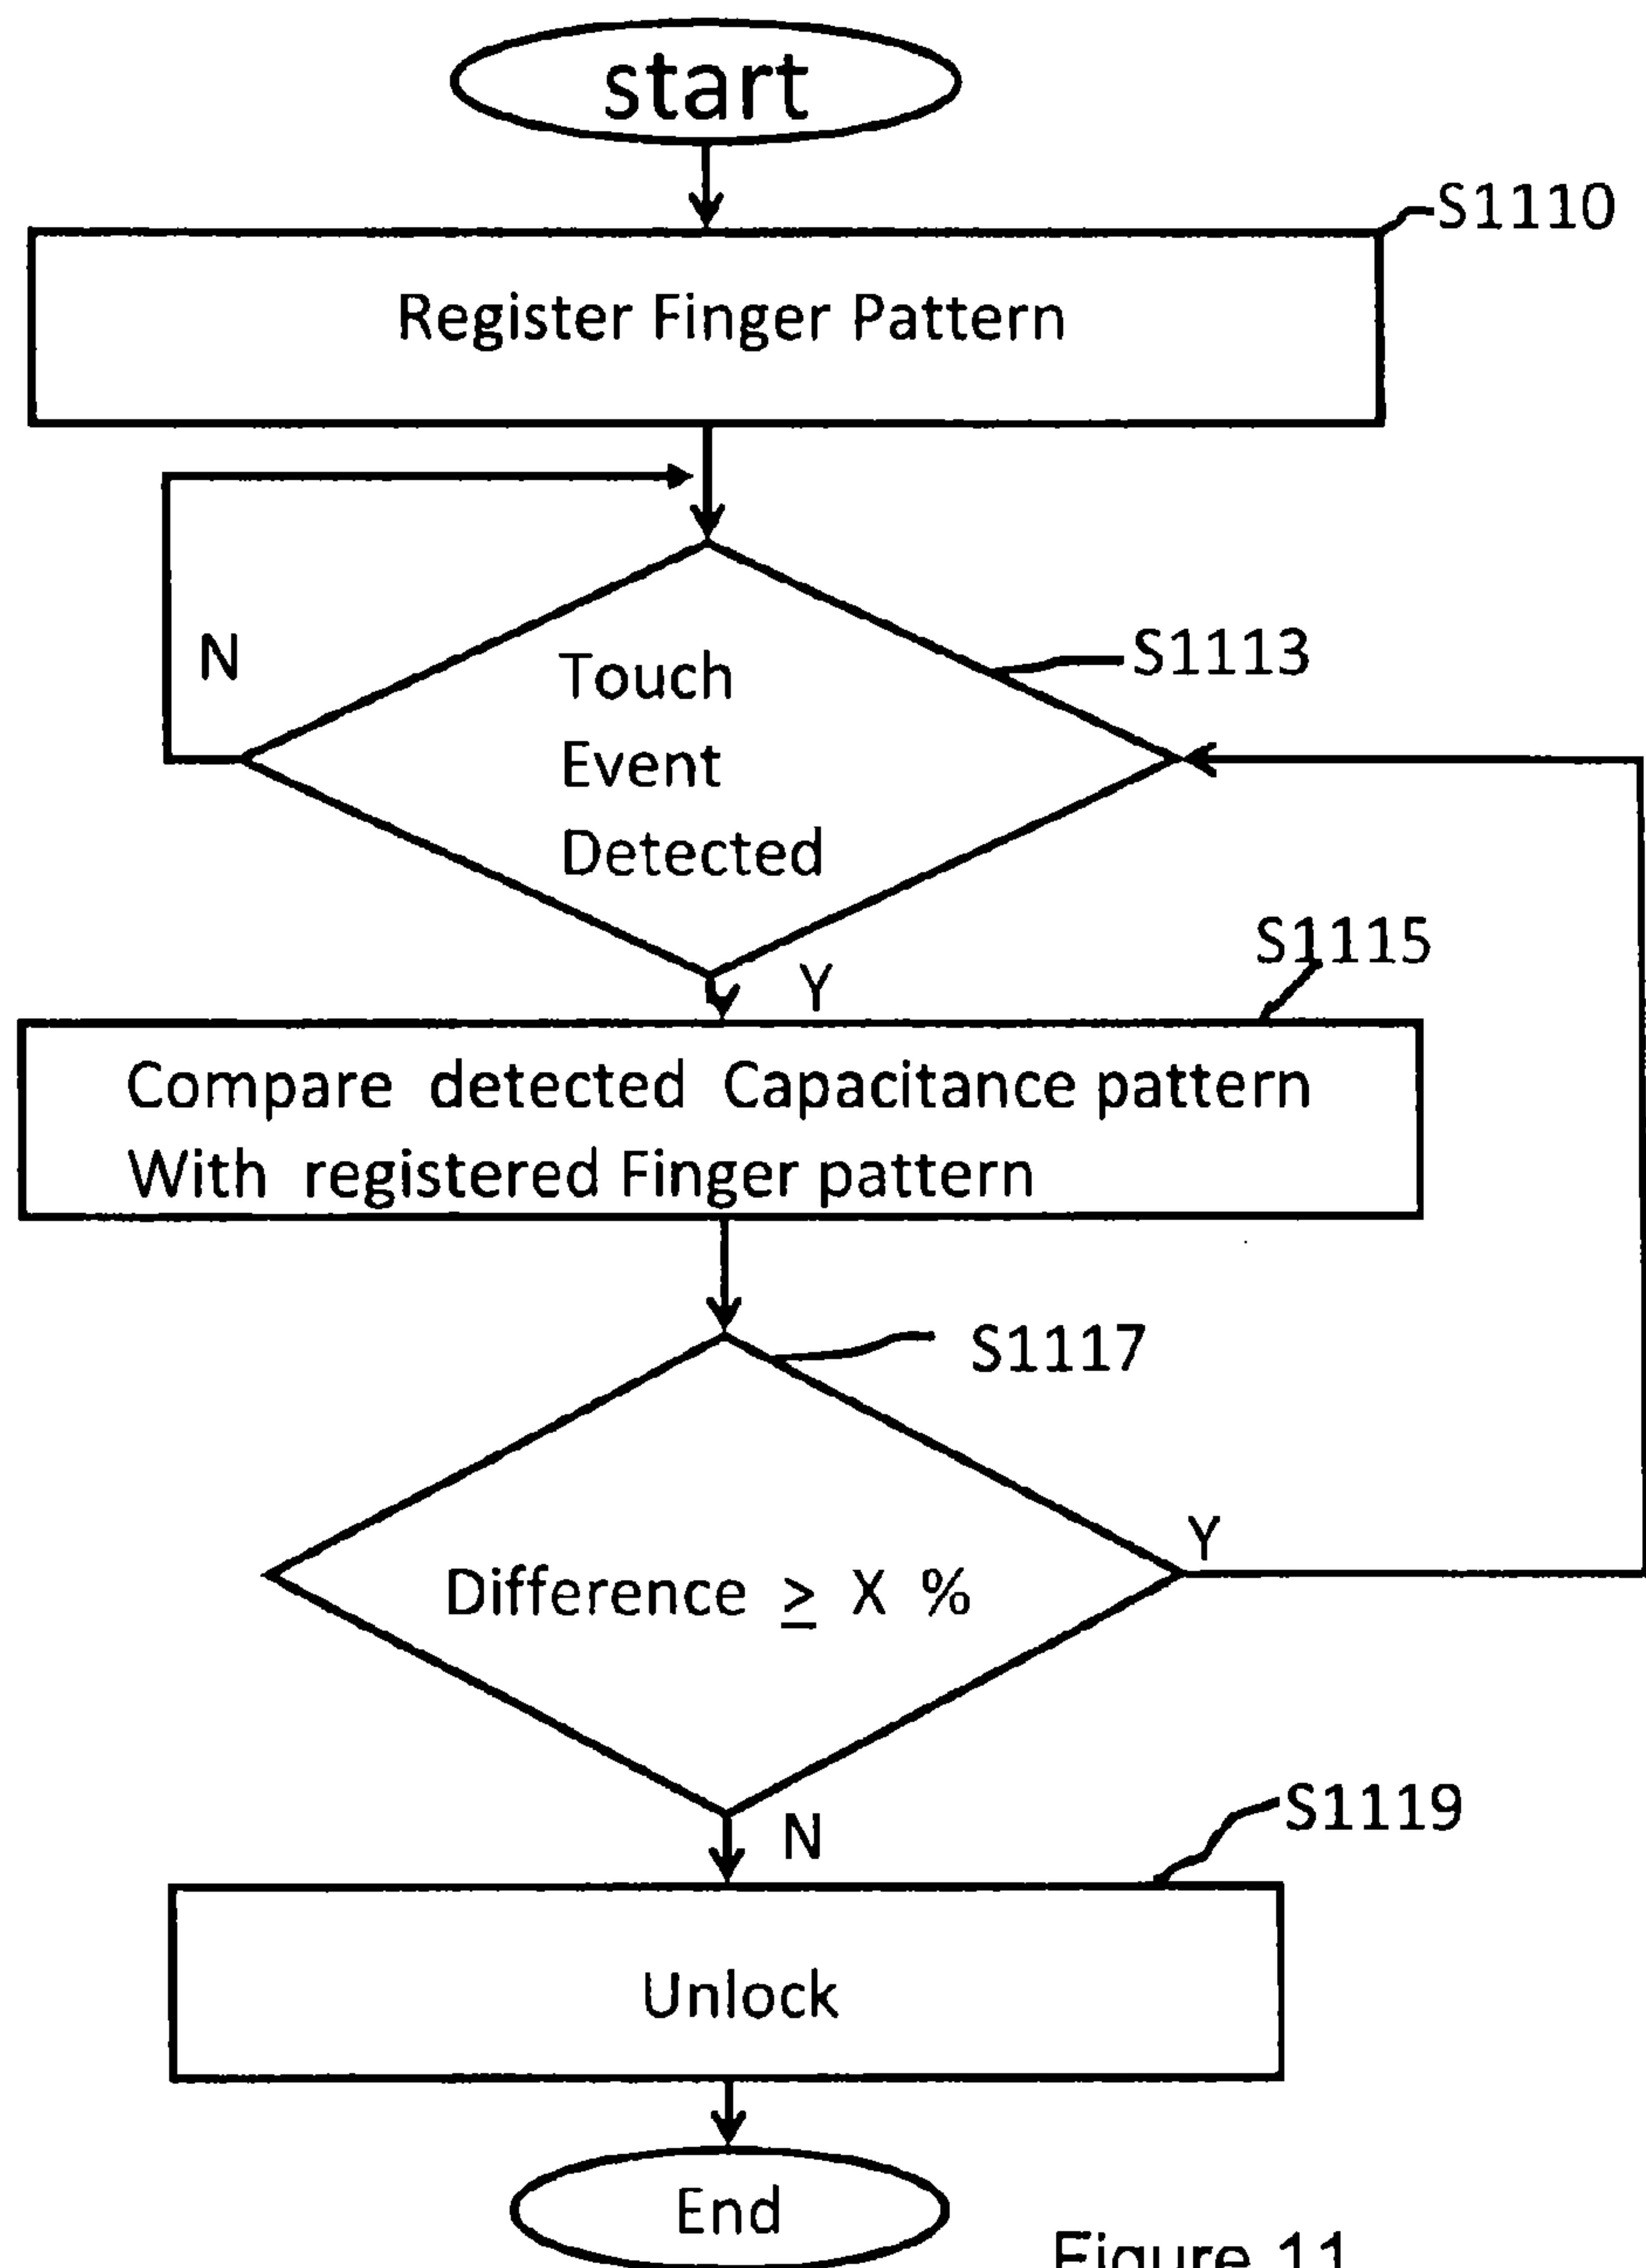 start
S1110
Register Finger Pattern
N
Touch
Event
Detected
S1113
Y
S1115
Compare detected Capacitance pattern
With registered Finger pattern
S1117
Difference ≥ X %
Y
N
S1119
Unlock
End
Figure 11